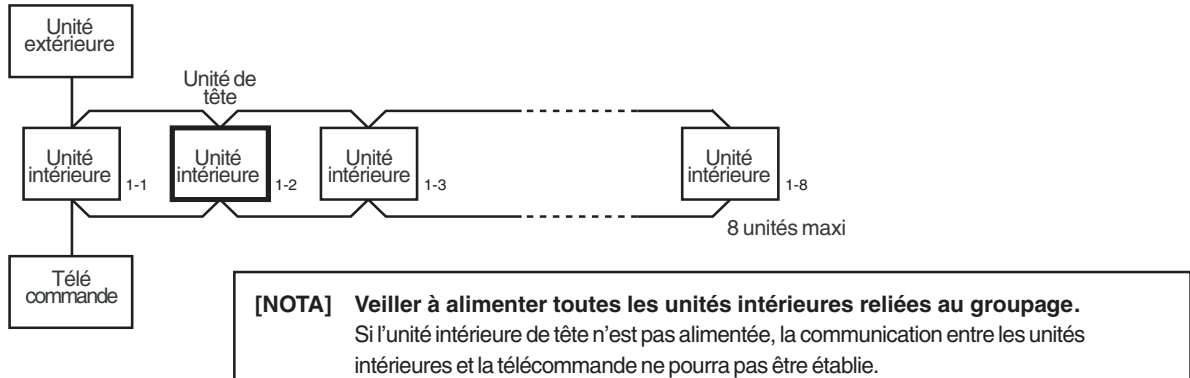 Unité
extérieure
Unité de
tête
Unité
intérieure 1-1
Unité
intérieure 1-2
Unité
intérieure 1-3
Unité
intérieure 1-8
8 unités maxi
Télé
commande
[NOTA] Veiller à alimenter toutes les unités intérieures reliées au groupage.
Si l'unité intérieure de tête n'est pas alimentée, la communication entre les unités
intérieures et la télécommande ne pourra pas être établie.